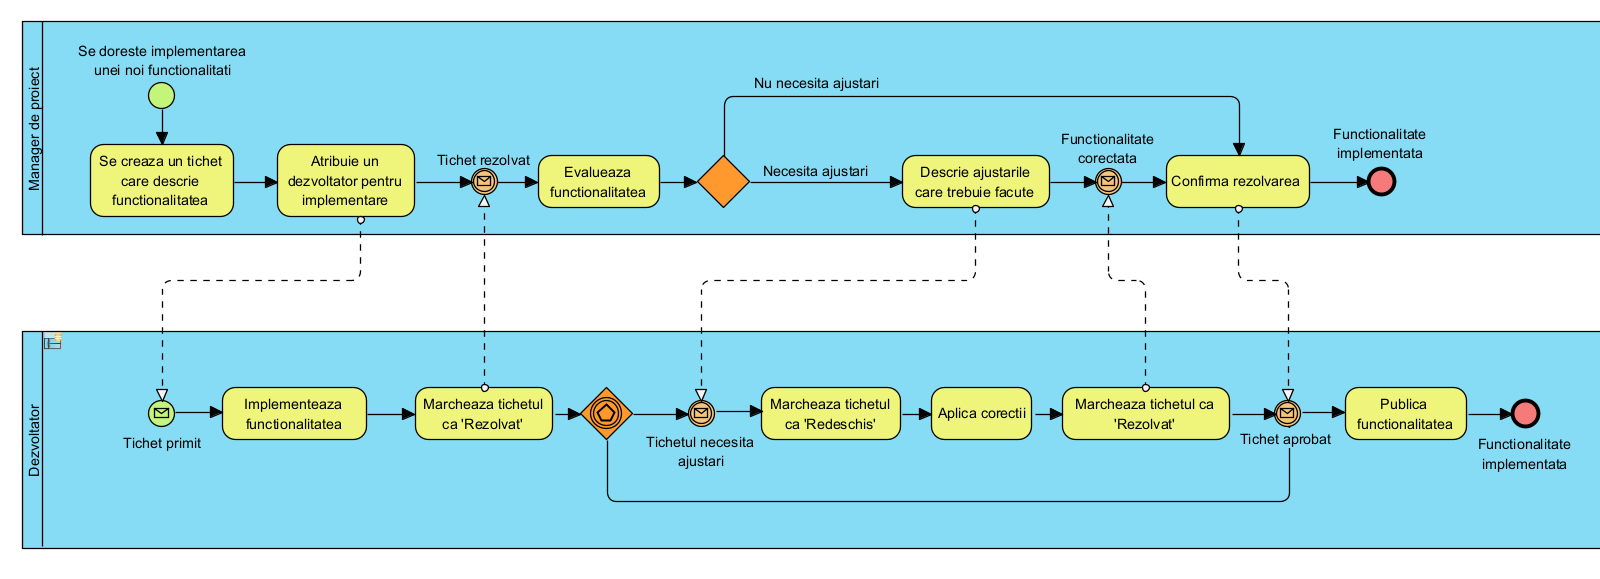 Manager de proiect
Se doreste implementarea
unei noi functionalitati
Se creaza un tichet
care descrie
functionalitatea
Atribuie un
dezvoltator pentru
implementare
Tichet rezolvat
Evalueaza
functionalitatea
Nu necesita ajustari
Necesita ajustari
Descrie ajustarile
care trebuie facute
Functionalitate
corectata
Confirma rezolvarea
Functionalitate
implementata
Dezvoltator
Tichet primit
Implementeaza
functionalitatea
Marcheaza tichetul
ca 'Rezolvat'
Tichetul necesita
ajustari
Marcheaza tichetul
ca 'Redeschis'
Aplica corectii
Marcheaza tichetul ca
'Rezolvat'
Tichet aprobat
Publica
functionalitatea
Functionalitate
implementata